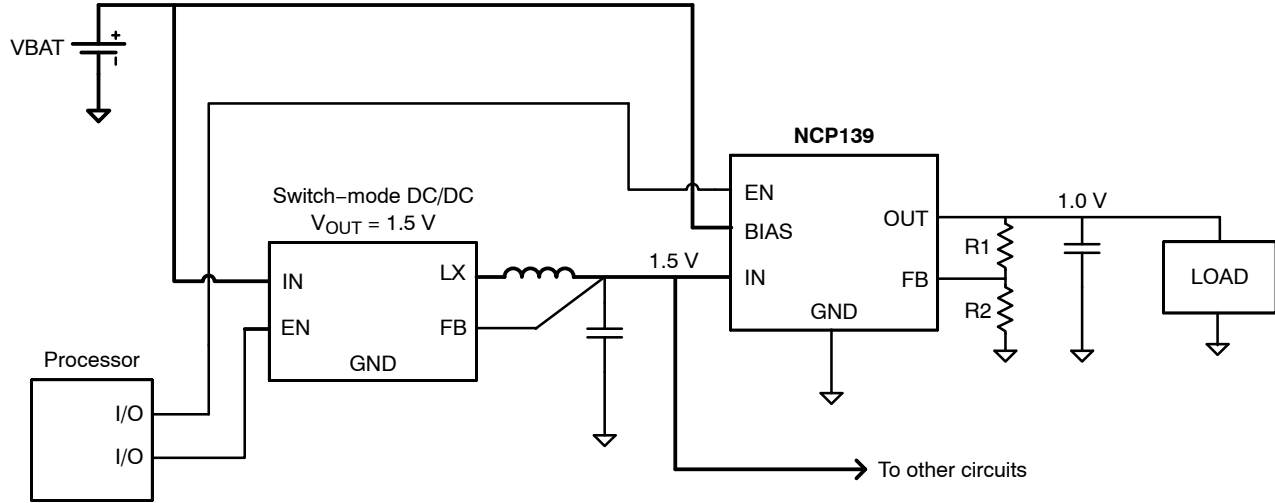 VBAT
+
NCP139
Switch−mode DC/DC
VOUT = 1.5 V
EN
BIAS
IN
GND
OUT
FB
R1
R2
1.0 V
LOAD
IN
EN
LX
FB
GND
1.5 V
Processor
I/O
I/O
To other circuits